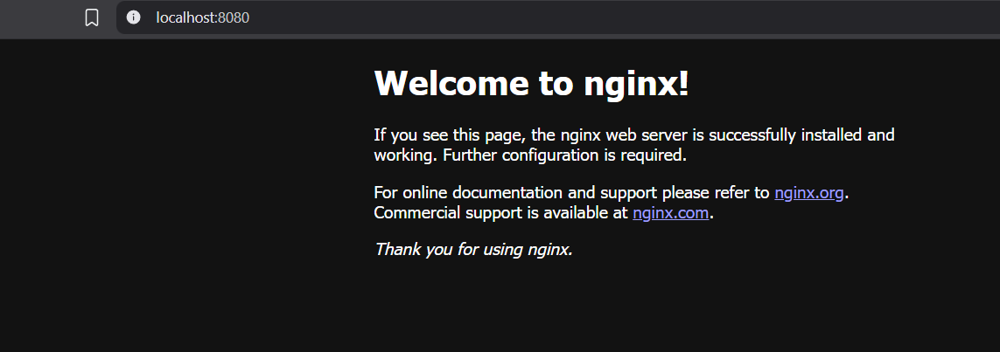 localhost:8080
Welcome to nginx!
If you see this page, the nginx web server is successfully installed and
working. Further configuration is required.
For online documentation and support please refer to nginx.org.
Commercial support is available at nginx.com.
Thank you for using nginx.